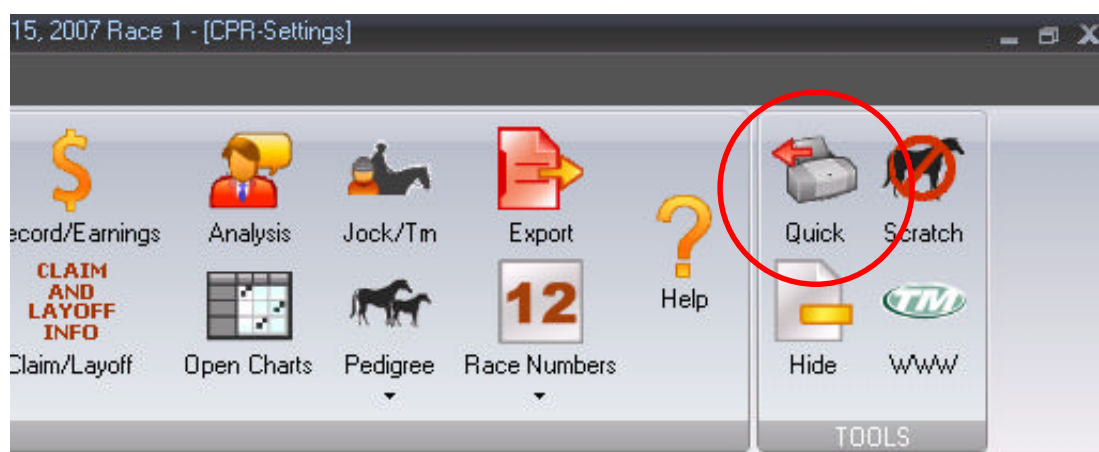 15, 2007 Race 1 - [CPR-Settings]
ecord/Earnings Analysis Jock/Trn Export Help Quick Scratch
CLAIM
AND
LAYOFF
INFO
12
TM
Claim/Layoff Open Charts Pedigree Race Numbers Hide WWW
TOOLS